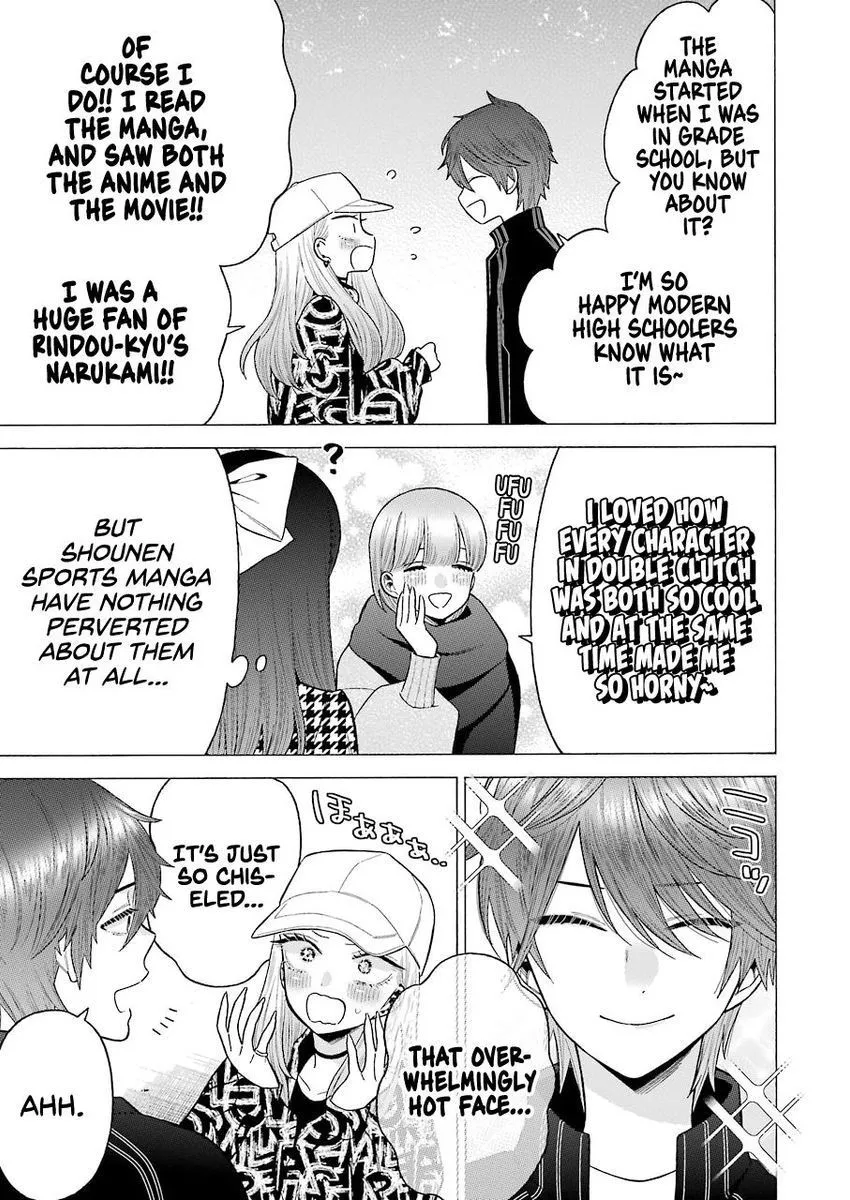 THE
MANGA
STARTED
WHEN I WAS
IN GRADE
SCHOOL, BUT
YOU KNOW
ABOUT
IT?
I'M SO
HAPPY MODERN
HIGH SCHOOLERS
KNOW WHAT
IT IS~
OF
COURSE I
DO!! I READ
THE MANGA,
AND SAW BOTH
THE ANIME AND
THE MOVIE!!
I WAS A
HUGE FAN OF
RINDOU-KYU'S
NARUKAMI!!
I LOVED HOW
EVERY CHARACTER
IN DOUBLE CLUTCH
WAS BOTH SO COOL
AND AT THE SAME
TIME MADE ME
SO HORNY~
UFU
FU
FU
FU
?
BUT
SHOUNEN
SPORTS MANGA
HAVE NOTHING
PERVERTED
ABOUT THEM
AT ALL...
ニコッ
THAT OVER-
WHELMINGLY
HOT FACE...
ほぁぁぁ..
IT'S JUST
SO CHIS-
ELED...
AHH.